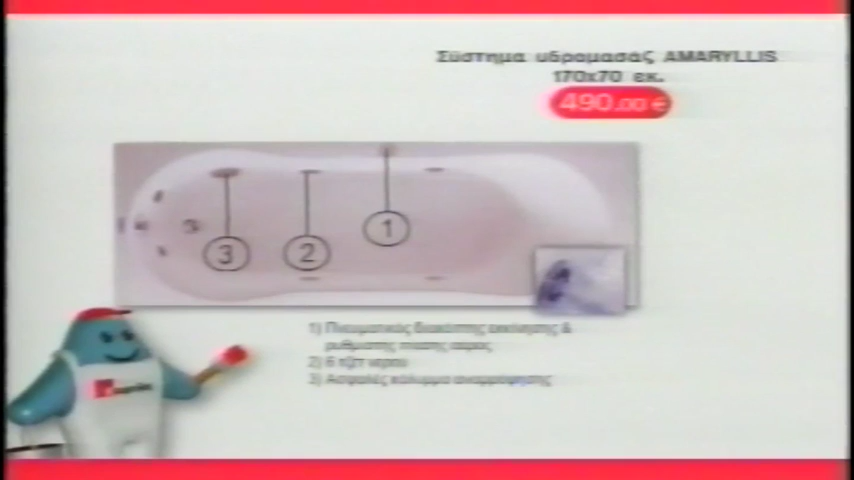 Σύστημα υδρομασάζ AMARYLLIS
170x70 εκ.
490.00 €
3
2
1
1) Πνευματικός διακόπτης εκκίνησης &
ρυθμιστής πίεσης αέρος
2) 6 τζετ νερού
3) Ασφαλές κάλυμμα αναρρόφησης